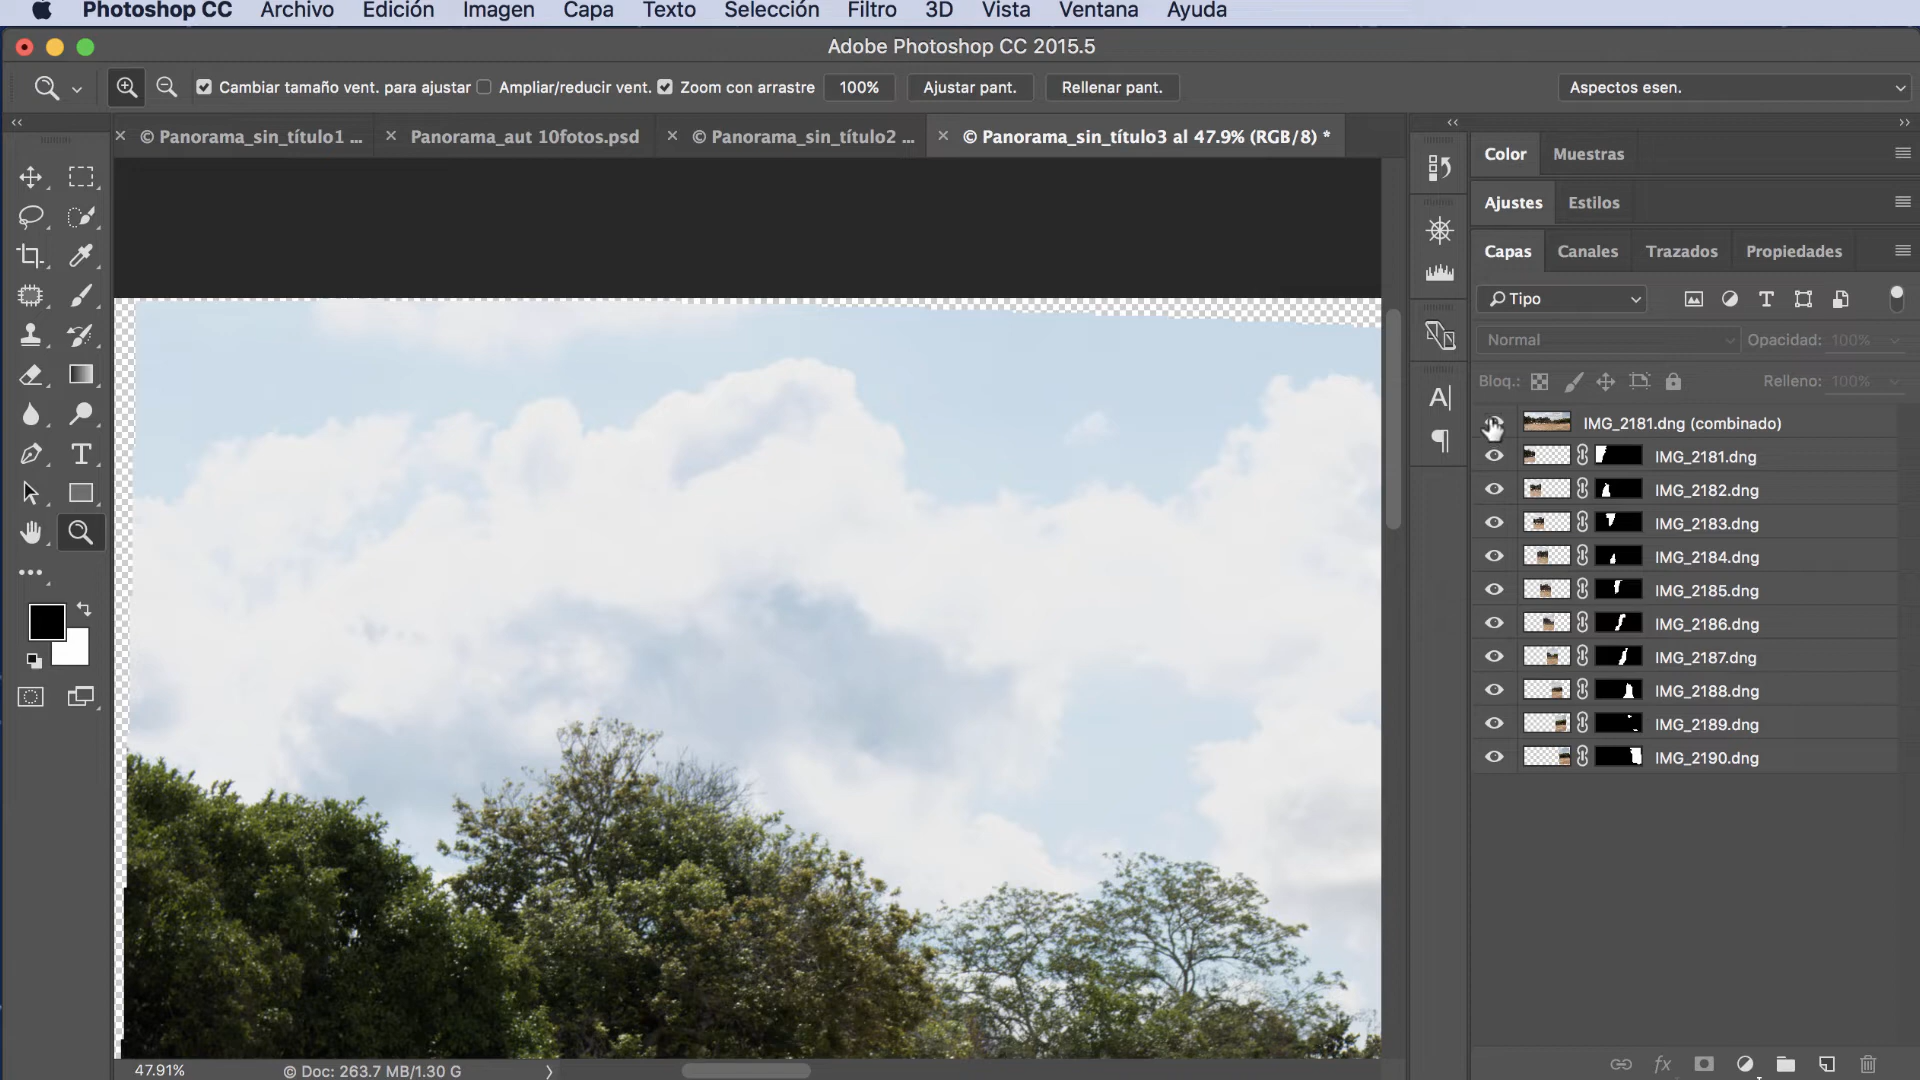 Photoshop CC Archivo Edición Imagen Capa Texto Selección Filtro 3D Vista Ventana Ayuda
Adobe Photoshop CC 2015.5
Cambiar tamaño vent. para ajustar Ampliar/reducir vent. Zoom con arrastre 100% Ajustar pant. Rellenar pant. Aspectos esen.
© Panorama_sin_título1 ... Panorama_aut 10fotos.psd © Panorama_sin_título2 ... © Panorama_sin_título3 al 47.9% (RGB/8) *
Color Muestras
Ajustes Estilos
Capas Canales Trazados Propiedades
Tipo
Normal Opacidad: 100%
Bloq.: Relleno: 100%
IMG_2181.dng (combinado)
IMG_2181.dng
IMG_2182.dng
IMG_2183.dng
IMG_2184.dng
IMG_2185.dng
IMG_2186.dng
IMG_2187.dng
IMG_2188.dng
IMG_2189.dng
IMG_2190.dng
47.91% © Doc: 263.7 MB/1.30 G
fx